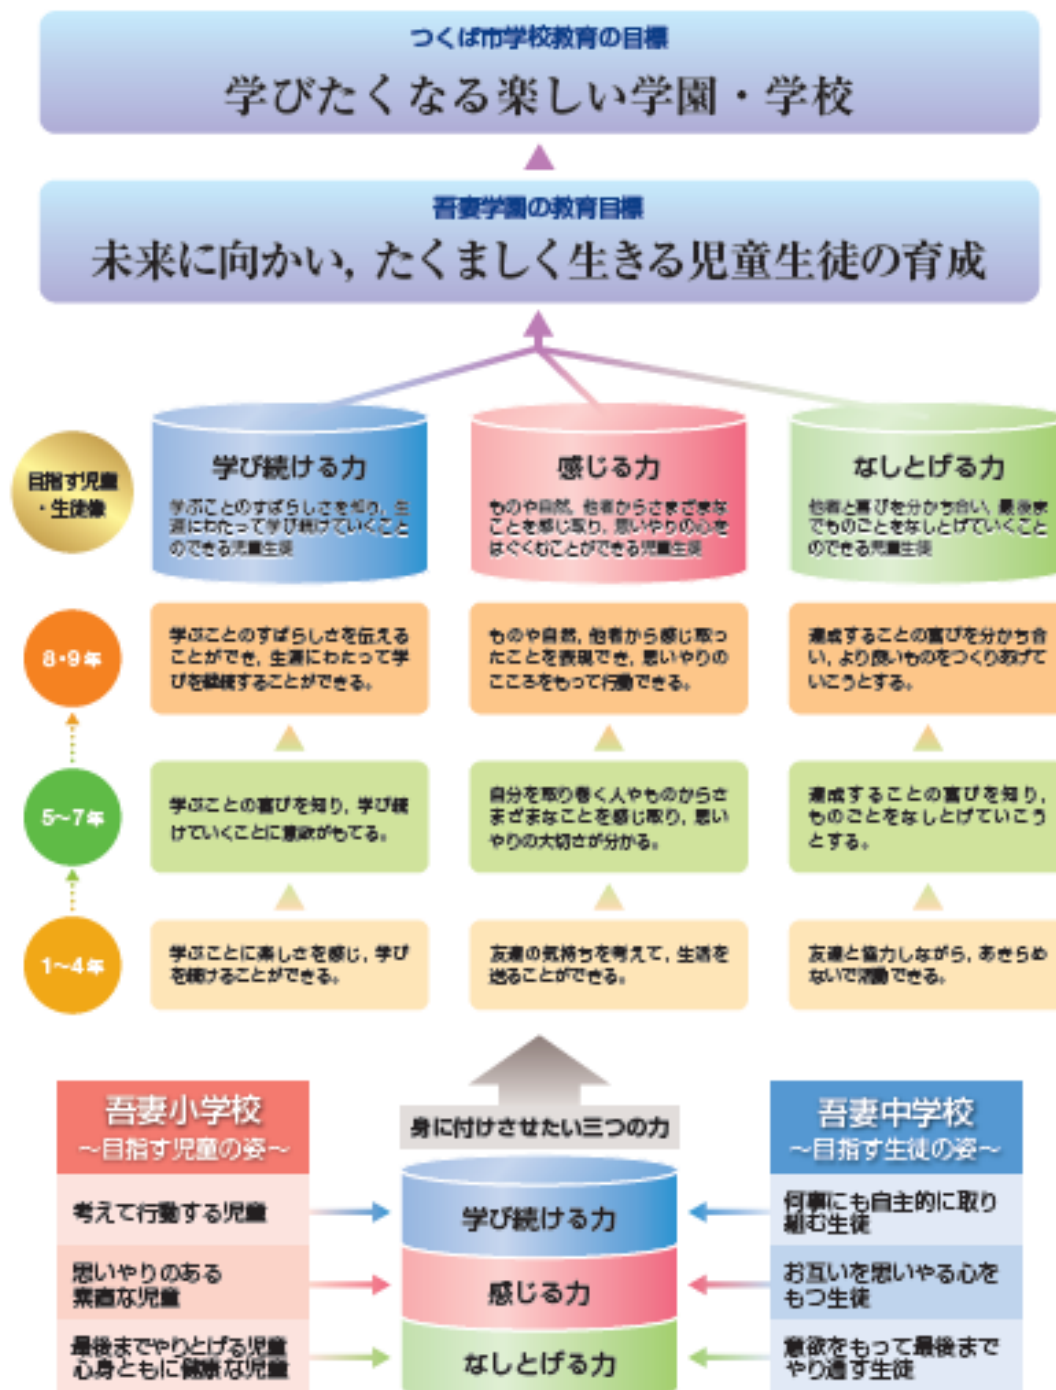 つくば市学校教育の目標
学びたくなる楽しい学園・学校
吾妻学園の教育目標
未来に向かい，たくましく生きる児童生徒の育成
目指す児童
・生徒像
学び続ける力
学ぶことのすばらしさを知り，生
涯にわたって学び続けていくこと
のできる児童生徒
感じる力
ものや自然，他者からさまざまな
ことを感じ取り，思いやりの心を
はぐくむことができる児童生徒
なしとげる力
他者と喜びを分かち合い，最後ま
でものごとをなしとげていくこと
のできる児童生徒
8・9年
学ぶことのすばらしさを伝える
ことができ，生涯にわたって学
びを継続することができる。
ものや自然，他者から感じ取っ
たことを表現でき，思いやりの
こころをもって行動できる。
達成することの喜びを分かち合
い，より良いものをつくりあげて
いこうとする。
5〜7年
学ぶことの喜びを知り，学び続
けていくことに意欲がもてる。
自分を取り巻く人やものからさ
まざまなことを感じ取り，思い
やりの大切さが分かる。
達成することの喜びを知り，
ものごとをなしとげていこう
とする。
1〜4年
学ぶことに楽しさを感じ，学び
を続けることができる。
友達の気持ちを考えて，生活を
送ることができる。
友達と協力しながら，あきらめ
ないで活動できる。
吾妻小学校
〜目指す児童の姿〜
考えて行動する児童
思いやりのある
素直な児童
最後までやりとげる児童
心身ともに健康な児童
身に付けさせたい三つの力
学び続ける力
感じる力
なしとげる力
吾妻中学校
〜目指す生徒の姿〜
何事にも自主的に取り
組む生徒
お互いを思いやる心を
もつ生徒
意欲をもって最後まで
やり通す生徒